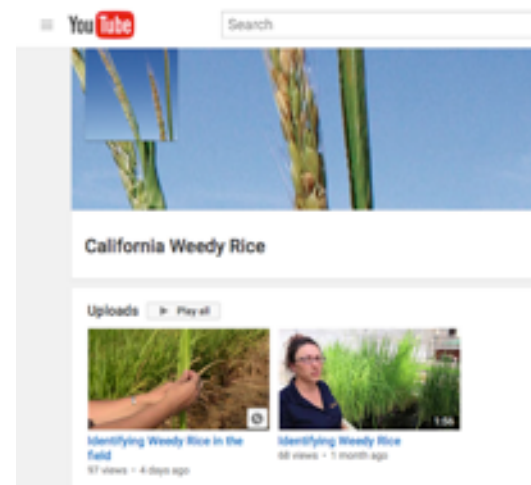 YouTube
Search
California Weedy Rice
Uploads Play all
1:56
Identifying Weedy Rice in the
field
97 views • 4 days ago
Identifying Weedy Rice
68 views • 1 month ago